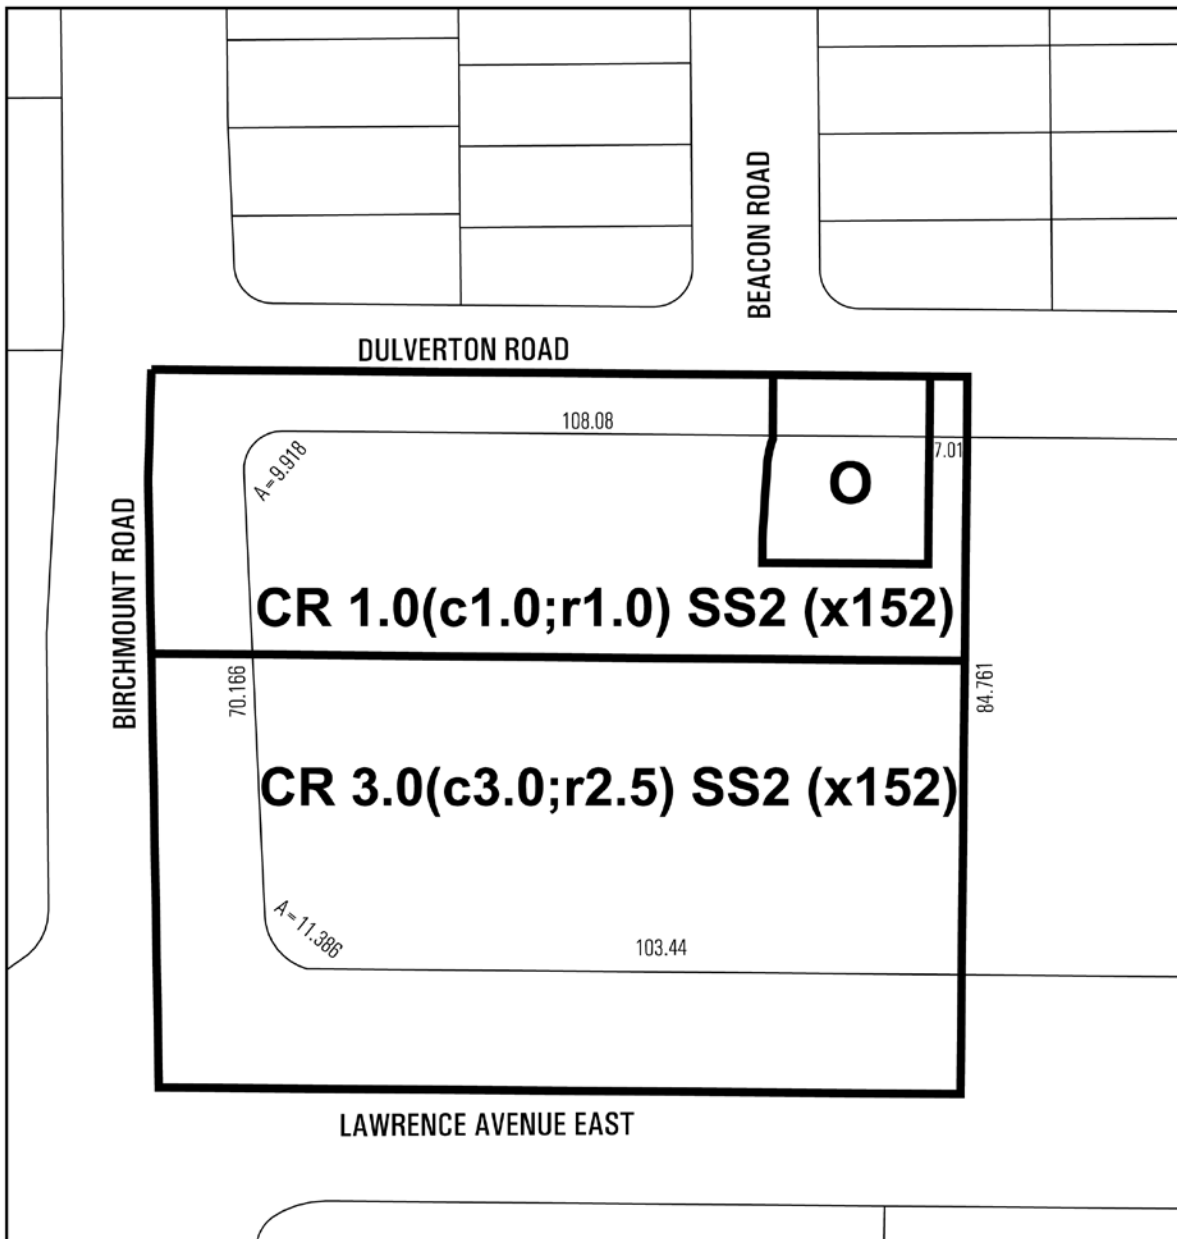 BEACON ROAD
DULVERTON ROAD
108.08
7.01
A=9.918
O
BIRCHMOUNT ROAD
CR 1.0(c1.0;r1.0) SS2 (x152)
70.166
84.761
CR 3.0(c3.0;r2.5) SS2 (x152)
A=11.386
103.44
LAWRENCE AVENUE EAST